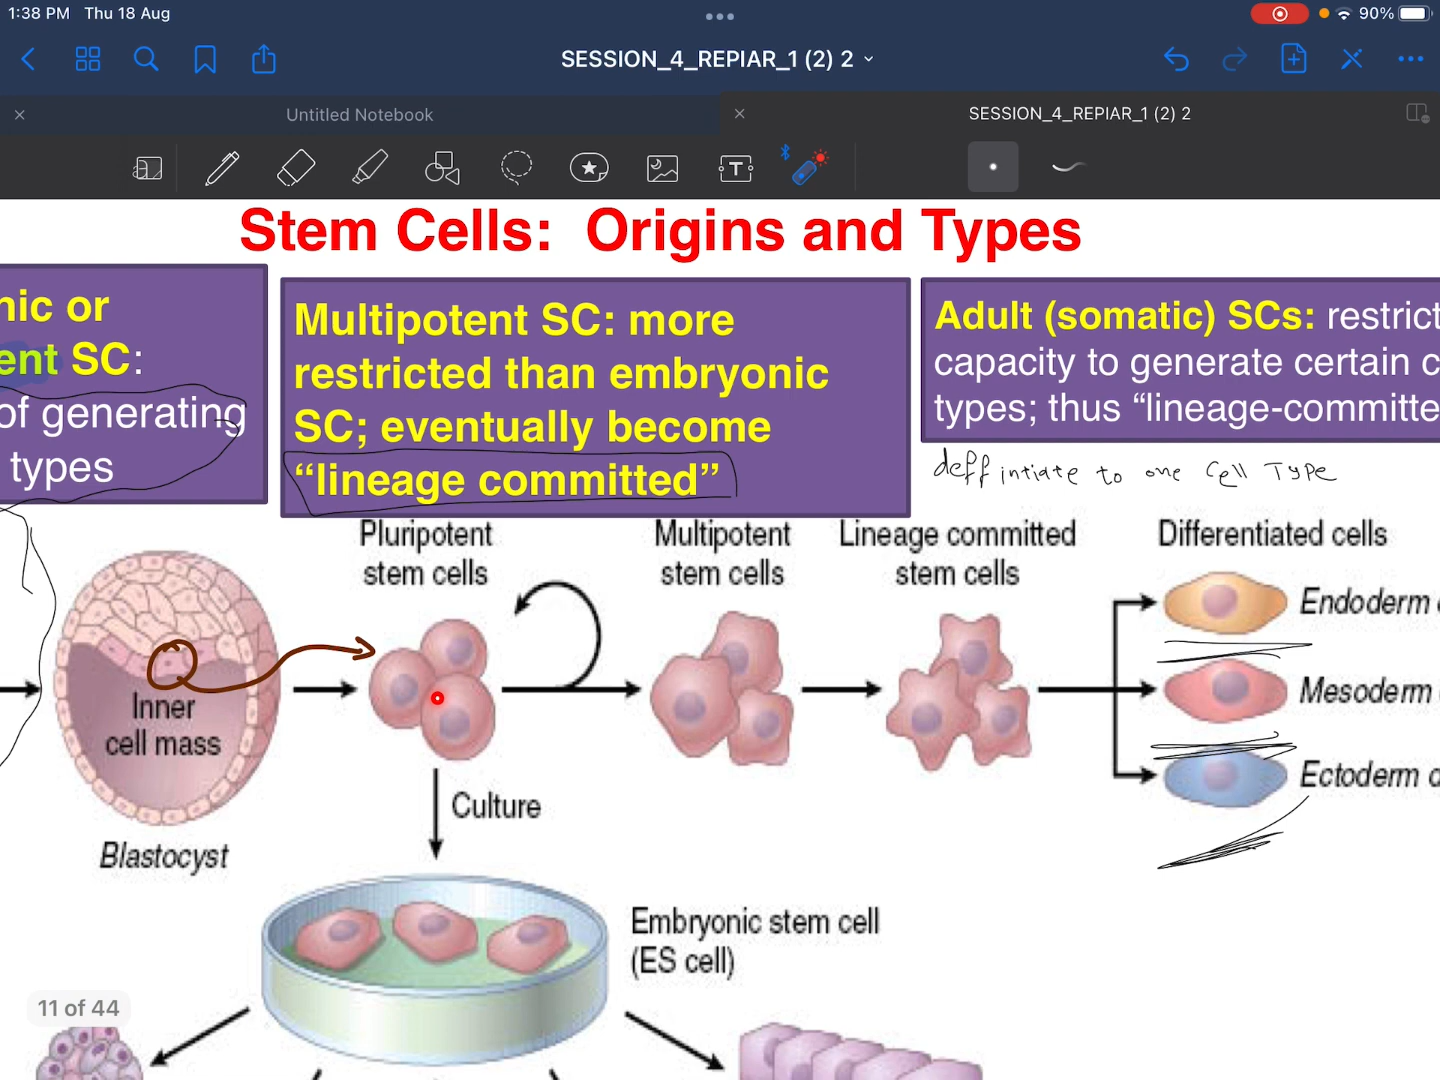 1:38 PM Thu 18 Aug
90%
SESSION_4_REPIAR_1 (2) 2
Untitled Notebook
SESSION_4_REPIAR_1 (2) 2
Stem Cells: Origins and Types
nic or
ent SC:
of generating
types
Multipotent SC: more
restricted than embryonic
SC; eventually become
“lineage committed”
Adult (somatic) SCs: restrict
capacity to generate certain c
types; thus “lineage-committe
deffintiate to one cell Type
Pluripotent
stem cells
Multipotent
stem cells
Lineage committed
stem cells
Differentiated cells
Endoderm
Mesoderm
Ectoderm
Inner
cell mass
Blastocyst
Culture
Embryonic stem cell
(ES cell)
11 of 44